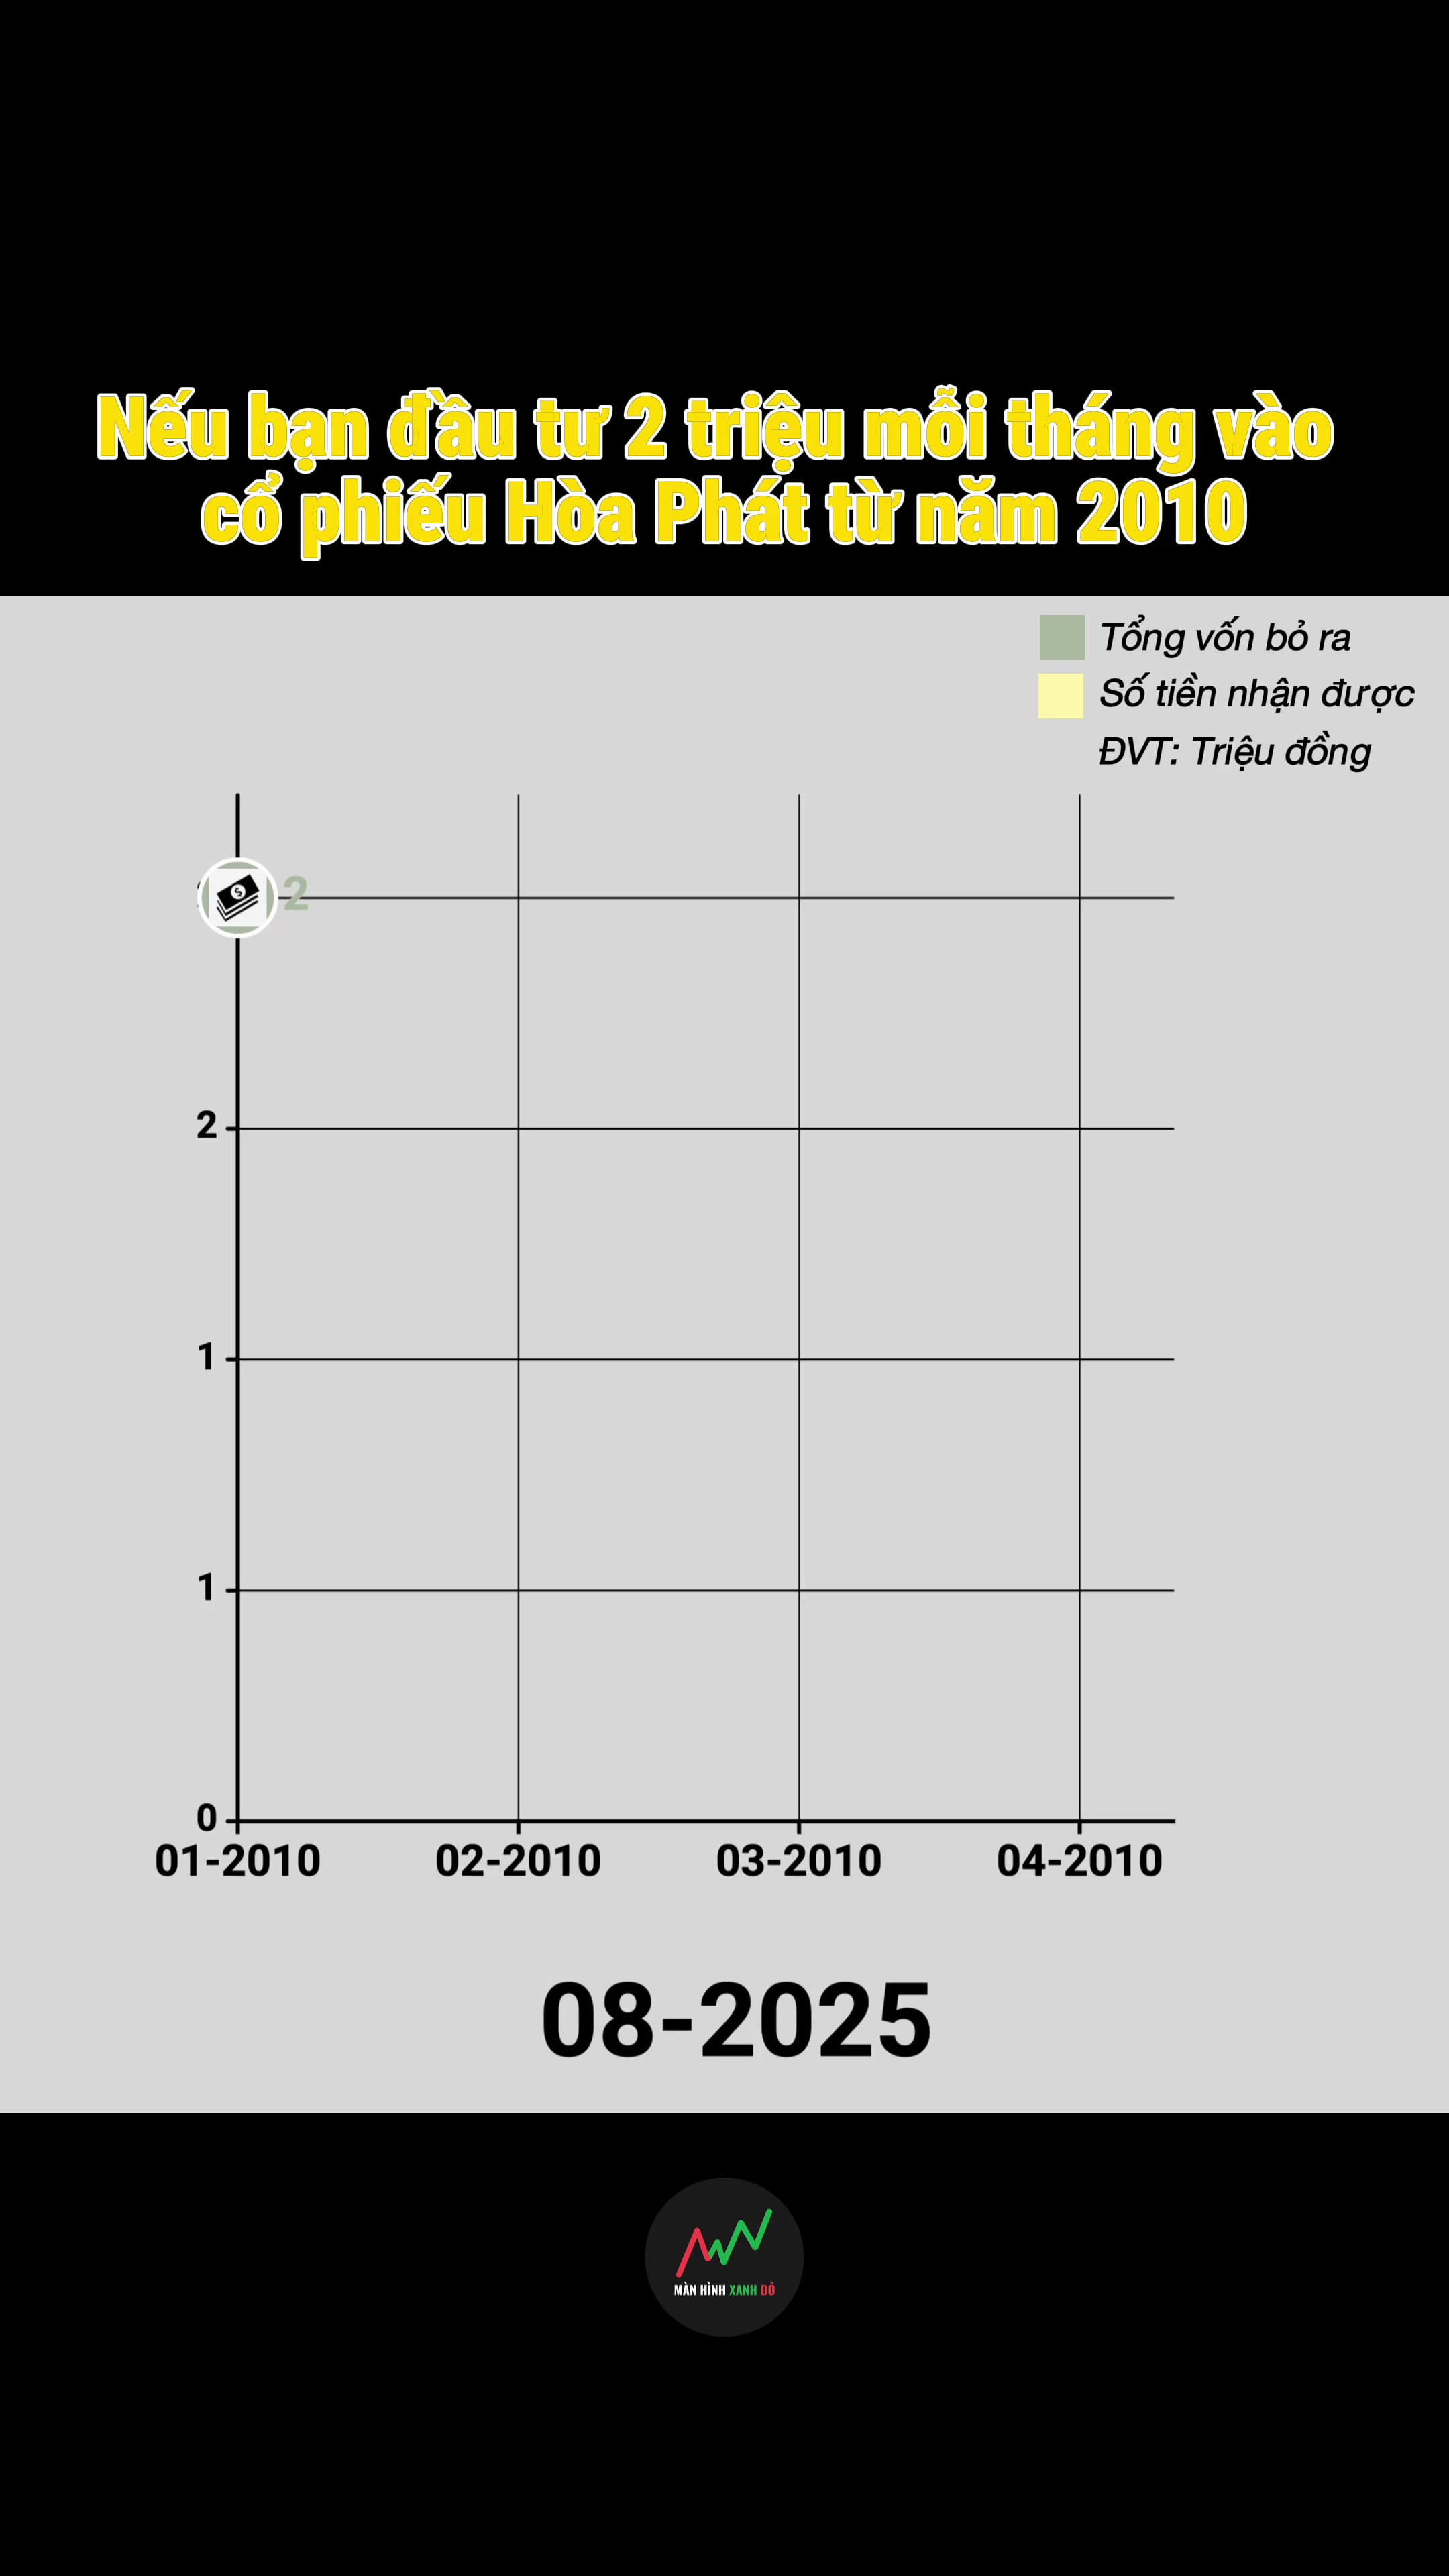 Nếu bạn đầu tư 2 triệu mỗi tháng vào
cổ phiếu Hòa Phát từ năm 2010
Tổng vốn bỏ ra
Số tiền nhận được
ĐVT: Triệu đồng
2
2
1
1
0
01-2010 02-2010 03-2010 04-2010
08-2025
MÀN HÌNH XANH ĐỎ